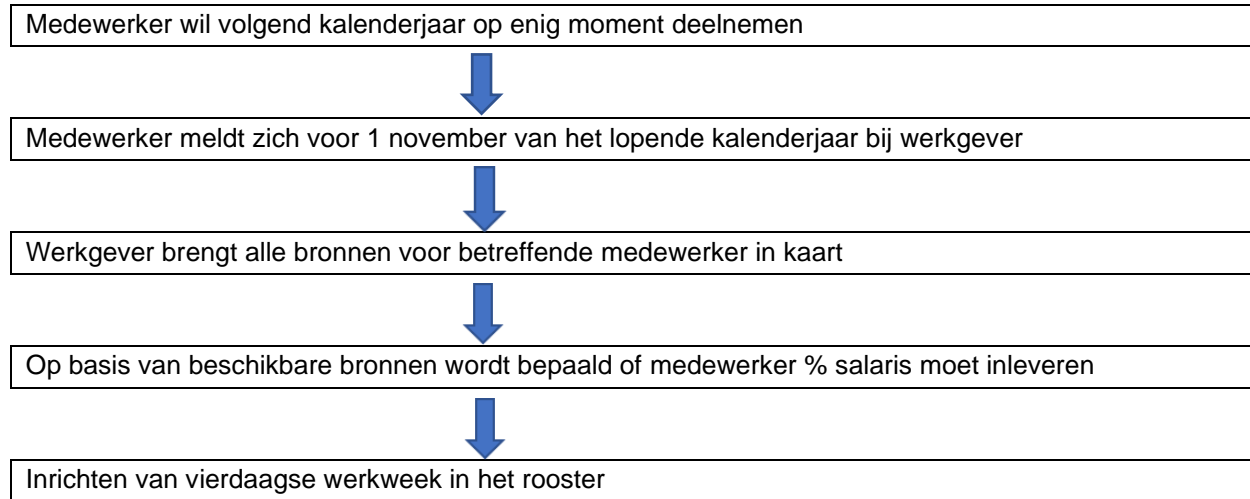 Medewerker wil volgend kalenderjaar op enig moment deelnemen
Medewerker meldt zich voor 1 november van het lopende kalenderjaar bij werkgever
Werkgever brengt alle bronnen voor betreffende medewerker in kaart
Op basis van beschikbare bronnen wordt bepaald of medewerker % salaris moet inleveren
Inrichten van vierdaagse werkweek in het rooster